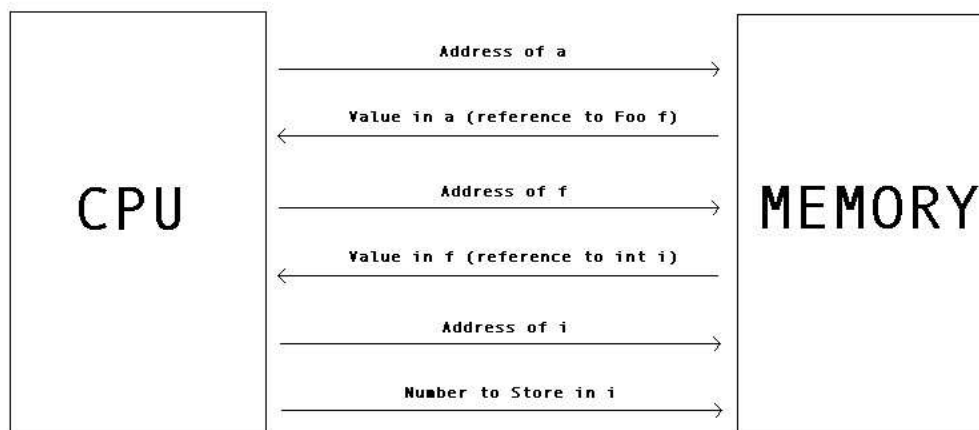 Address of a
Value in a (reference to Foo f)
CPU
Address of f
MEMORY
Value in f (reference to int i)
Address of i
Number to Store in i